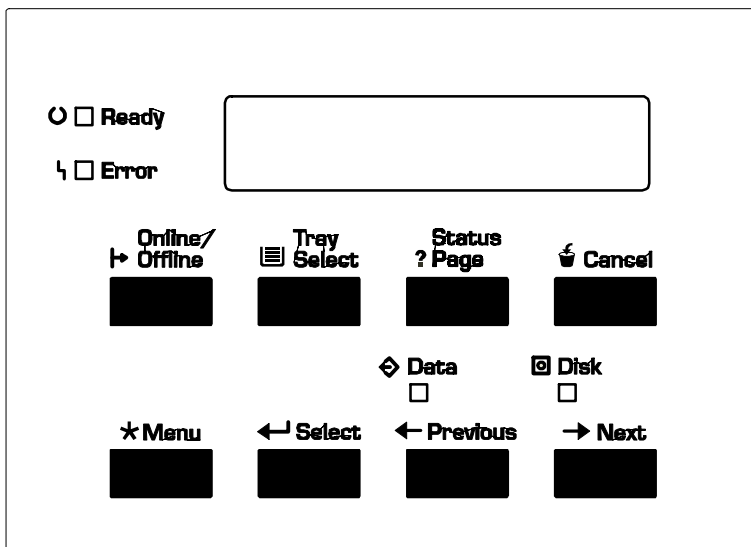 Ready
Error
Online/
Offline
Tray
Select
Status
? Page
Cancel
Data
Disk
Menu
Select
Previous
Next